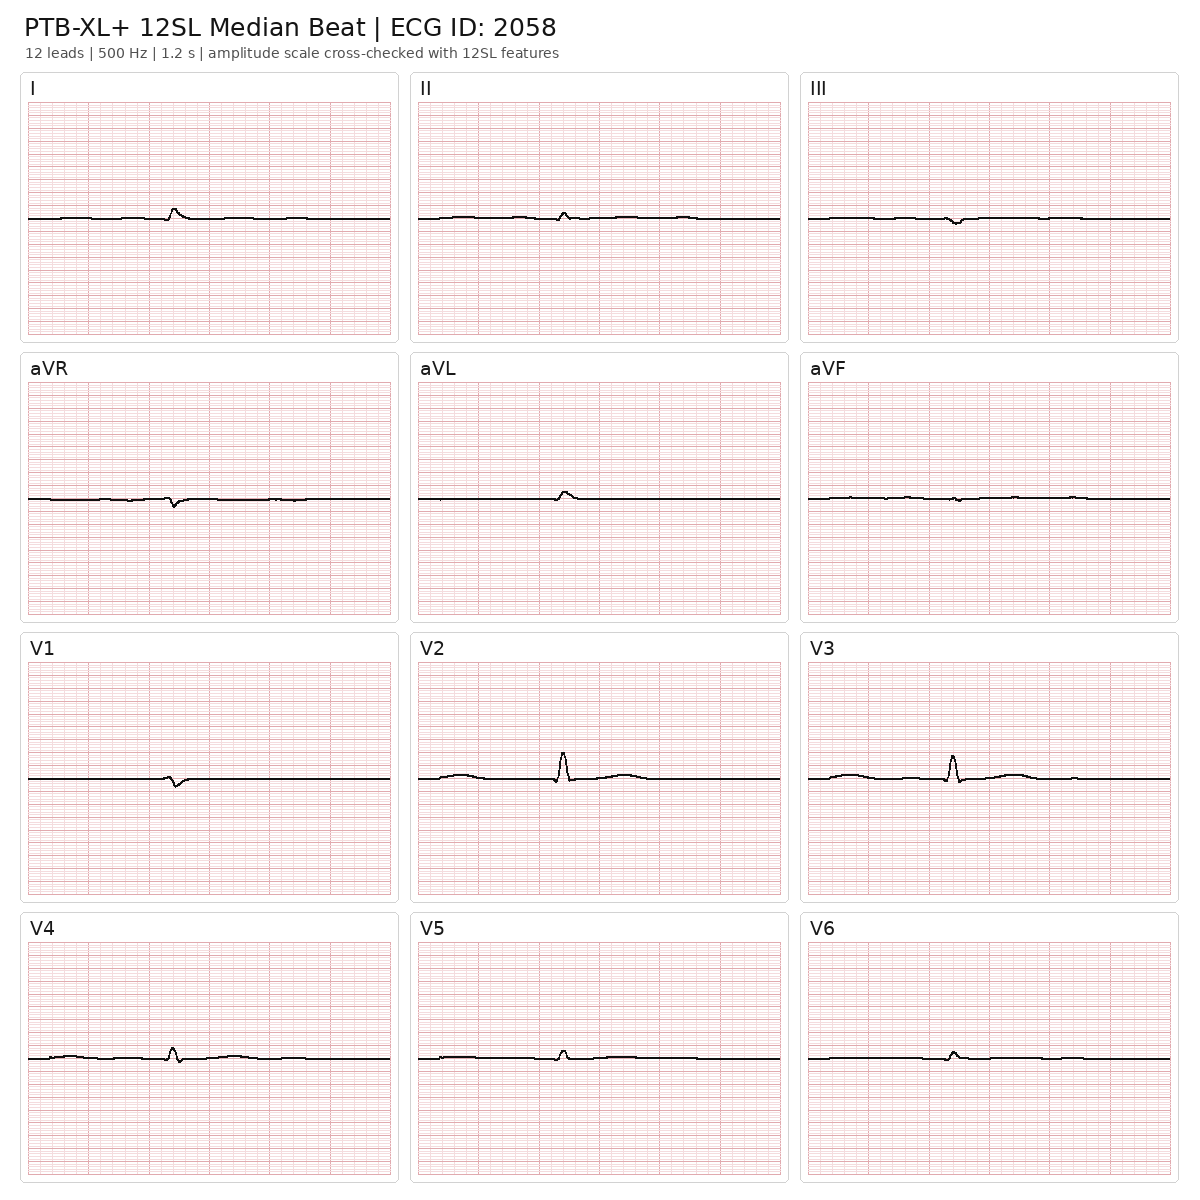 PTB-XL+ 12SL Median Beat | ECG ID: 2058
12 leads | 500 Hz | 1.2 s | amplitude scale cross-checked with 12SL features
I
II
III
aVR
aVL
aVF
V1
V2
V3
V4
V5
V6